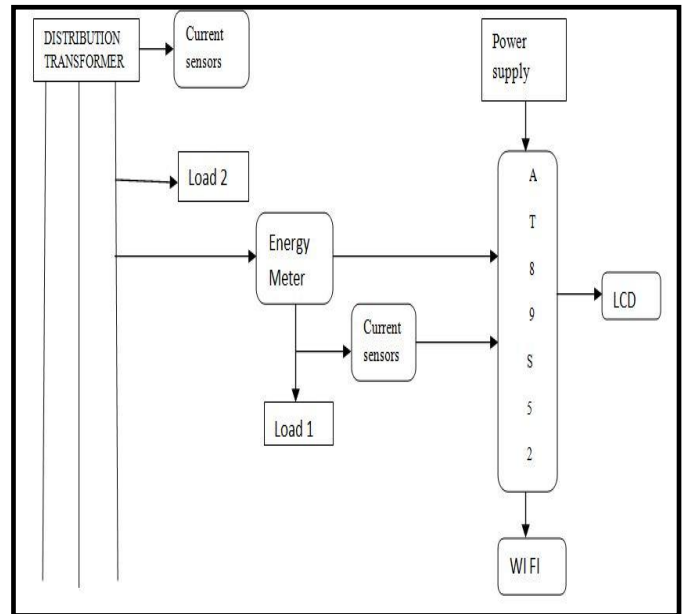 DISTRIBUTION
TRANSFORMER
Current
sensors
Power
supply
Load 2
Energy
Meter
Current
sensors
Load 1
A
T
8
9
S
5
2
LCD
WI FI